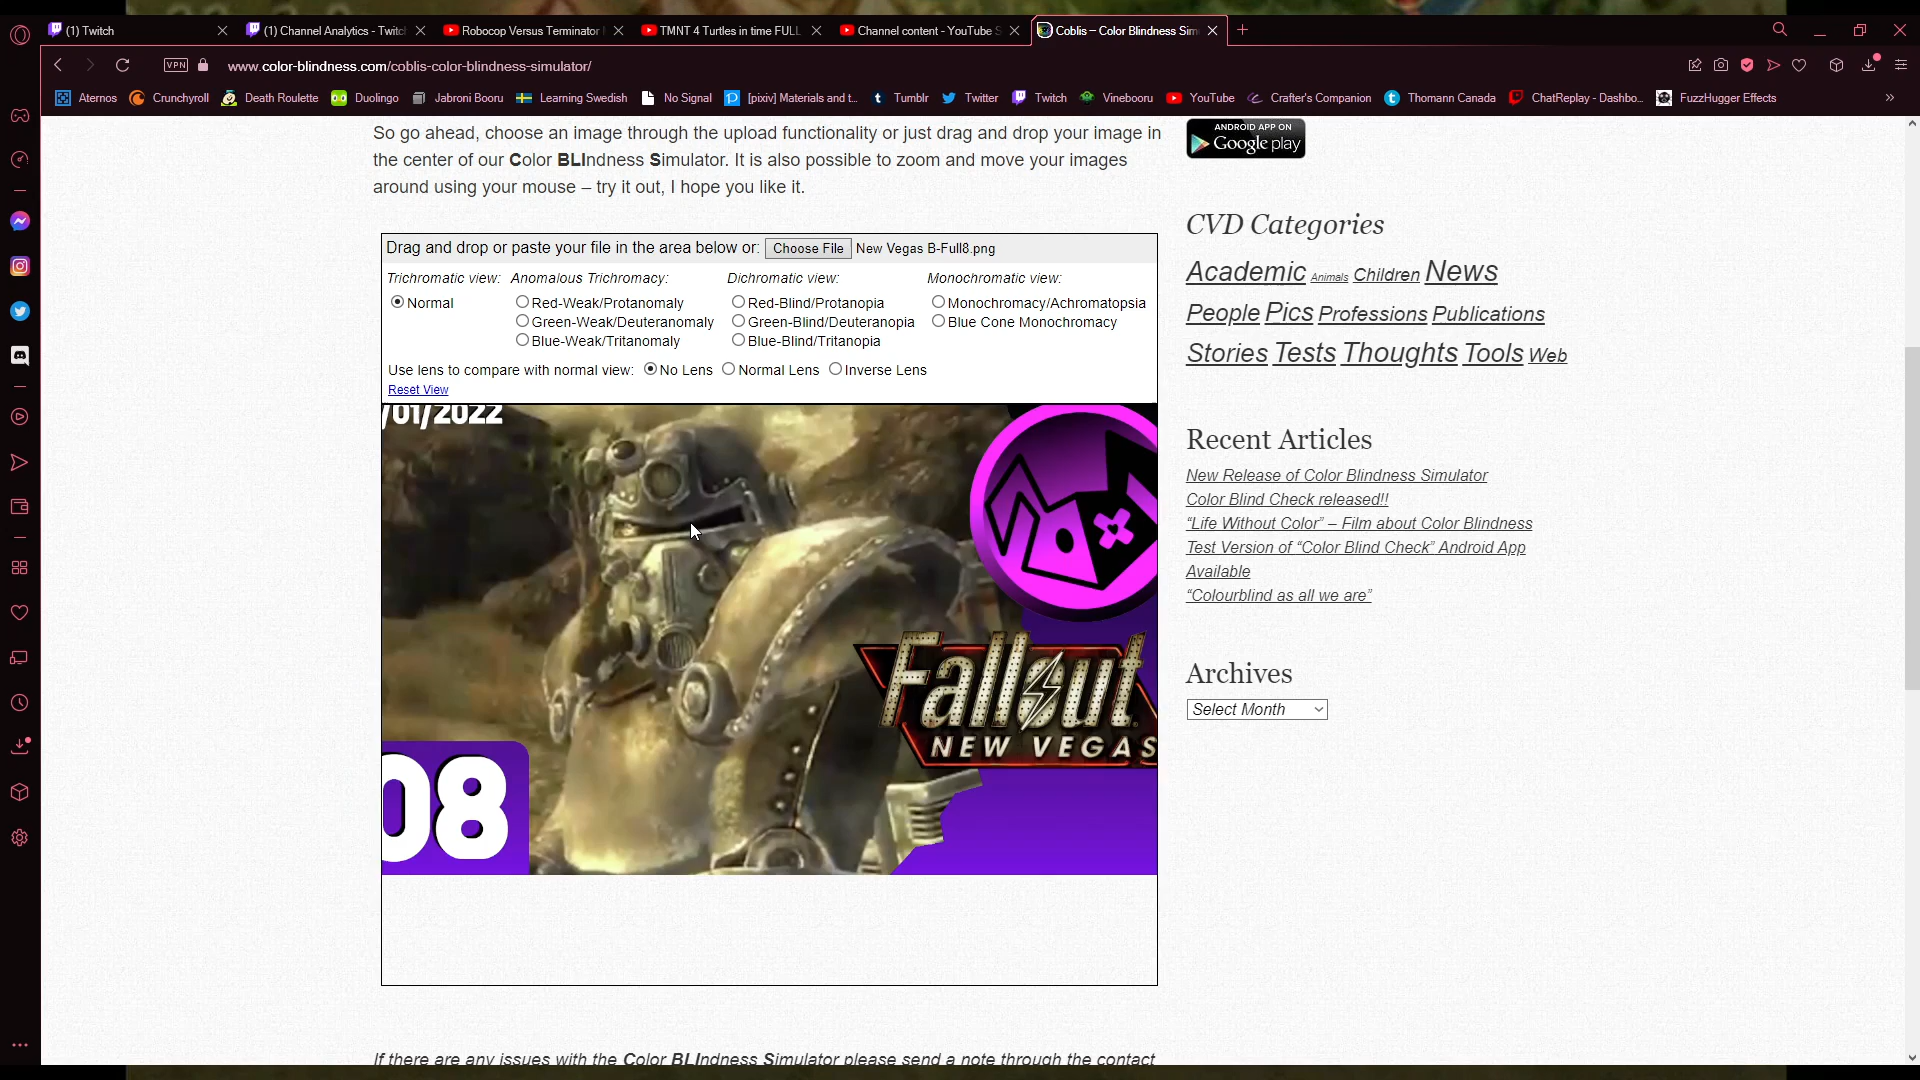 (1) Twitch
(1) Channel Analytics - Twitc
Robocop Versus Terminator
TMNT 4 Turtles in time FULL
Channel content - YouTube S
Coblis — Color Blindness Sim
VPN
www.color-blindness.com/coblis-color-blindness-simulator/
Aternos
Crunchyroll
Death Roulette
Duolingo
Jabroni Booru
Learning Swedish
No Signal
[pixiv] Materials and t...
Tumblr
Twitter
Twitch
Vinebooru
YouTube
Crafter's Companion
Thomann Canada
ChatReplay - Dashbo...
FuzzHugger Effects
So go ahead, choose an image through the upload functionality or just drag and drop your image in
the center of our Color BLIndness Simulator. It is also possible to zoom and move your images
around using your mouse – try it out, I hope you like it.
Drag and drop or paste your file in the area below or: Choose File New Vegas B-Full8.png
Trichromatic view: Anomalous Trichromacy: Dichromatic view: Monochromatic view:
Normal Red-Weak/Protanomaly Red-Blind/Protanopia Monochromacy/Achromatopsia
Green-Weak/Deuteranomaly Green-Blind/Deuteranopia Blue Cone Monochromacy
Blue-Weak/Tritanomaly Blue-Blind/Tritanopia
Use lens to compare with normal view: No Lens Normal Lens Inverse Lens
Reset View
/01/2022
Fallout
NEW VEGAS
08
If there are any issues with the Color BLIndness Simulator please send a note through the contact
ANDROID APP ON
Google play
CVD Categories
Academic Animals Children News
People Pics Professions Publications
Stories Tests Thoughts Tools Web
Recent Articles
New Release of Color Blindness Simulator
Color Blind Check released!!
“Life Without Color” – Film about Color Blindness
Test Version of “Color Blind Check” Android App
Available
“Colourblind as all we are”
Archives
Select Month